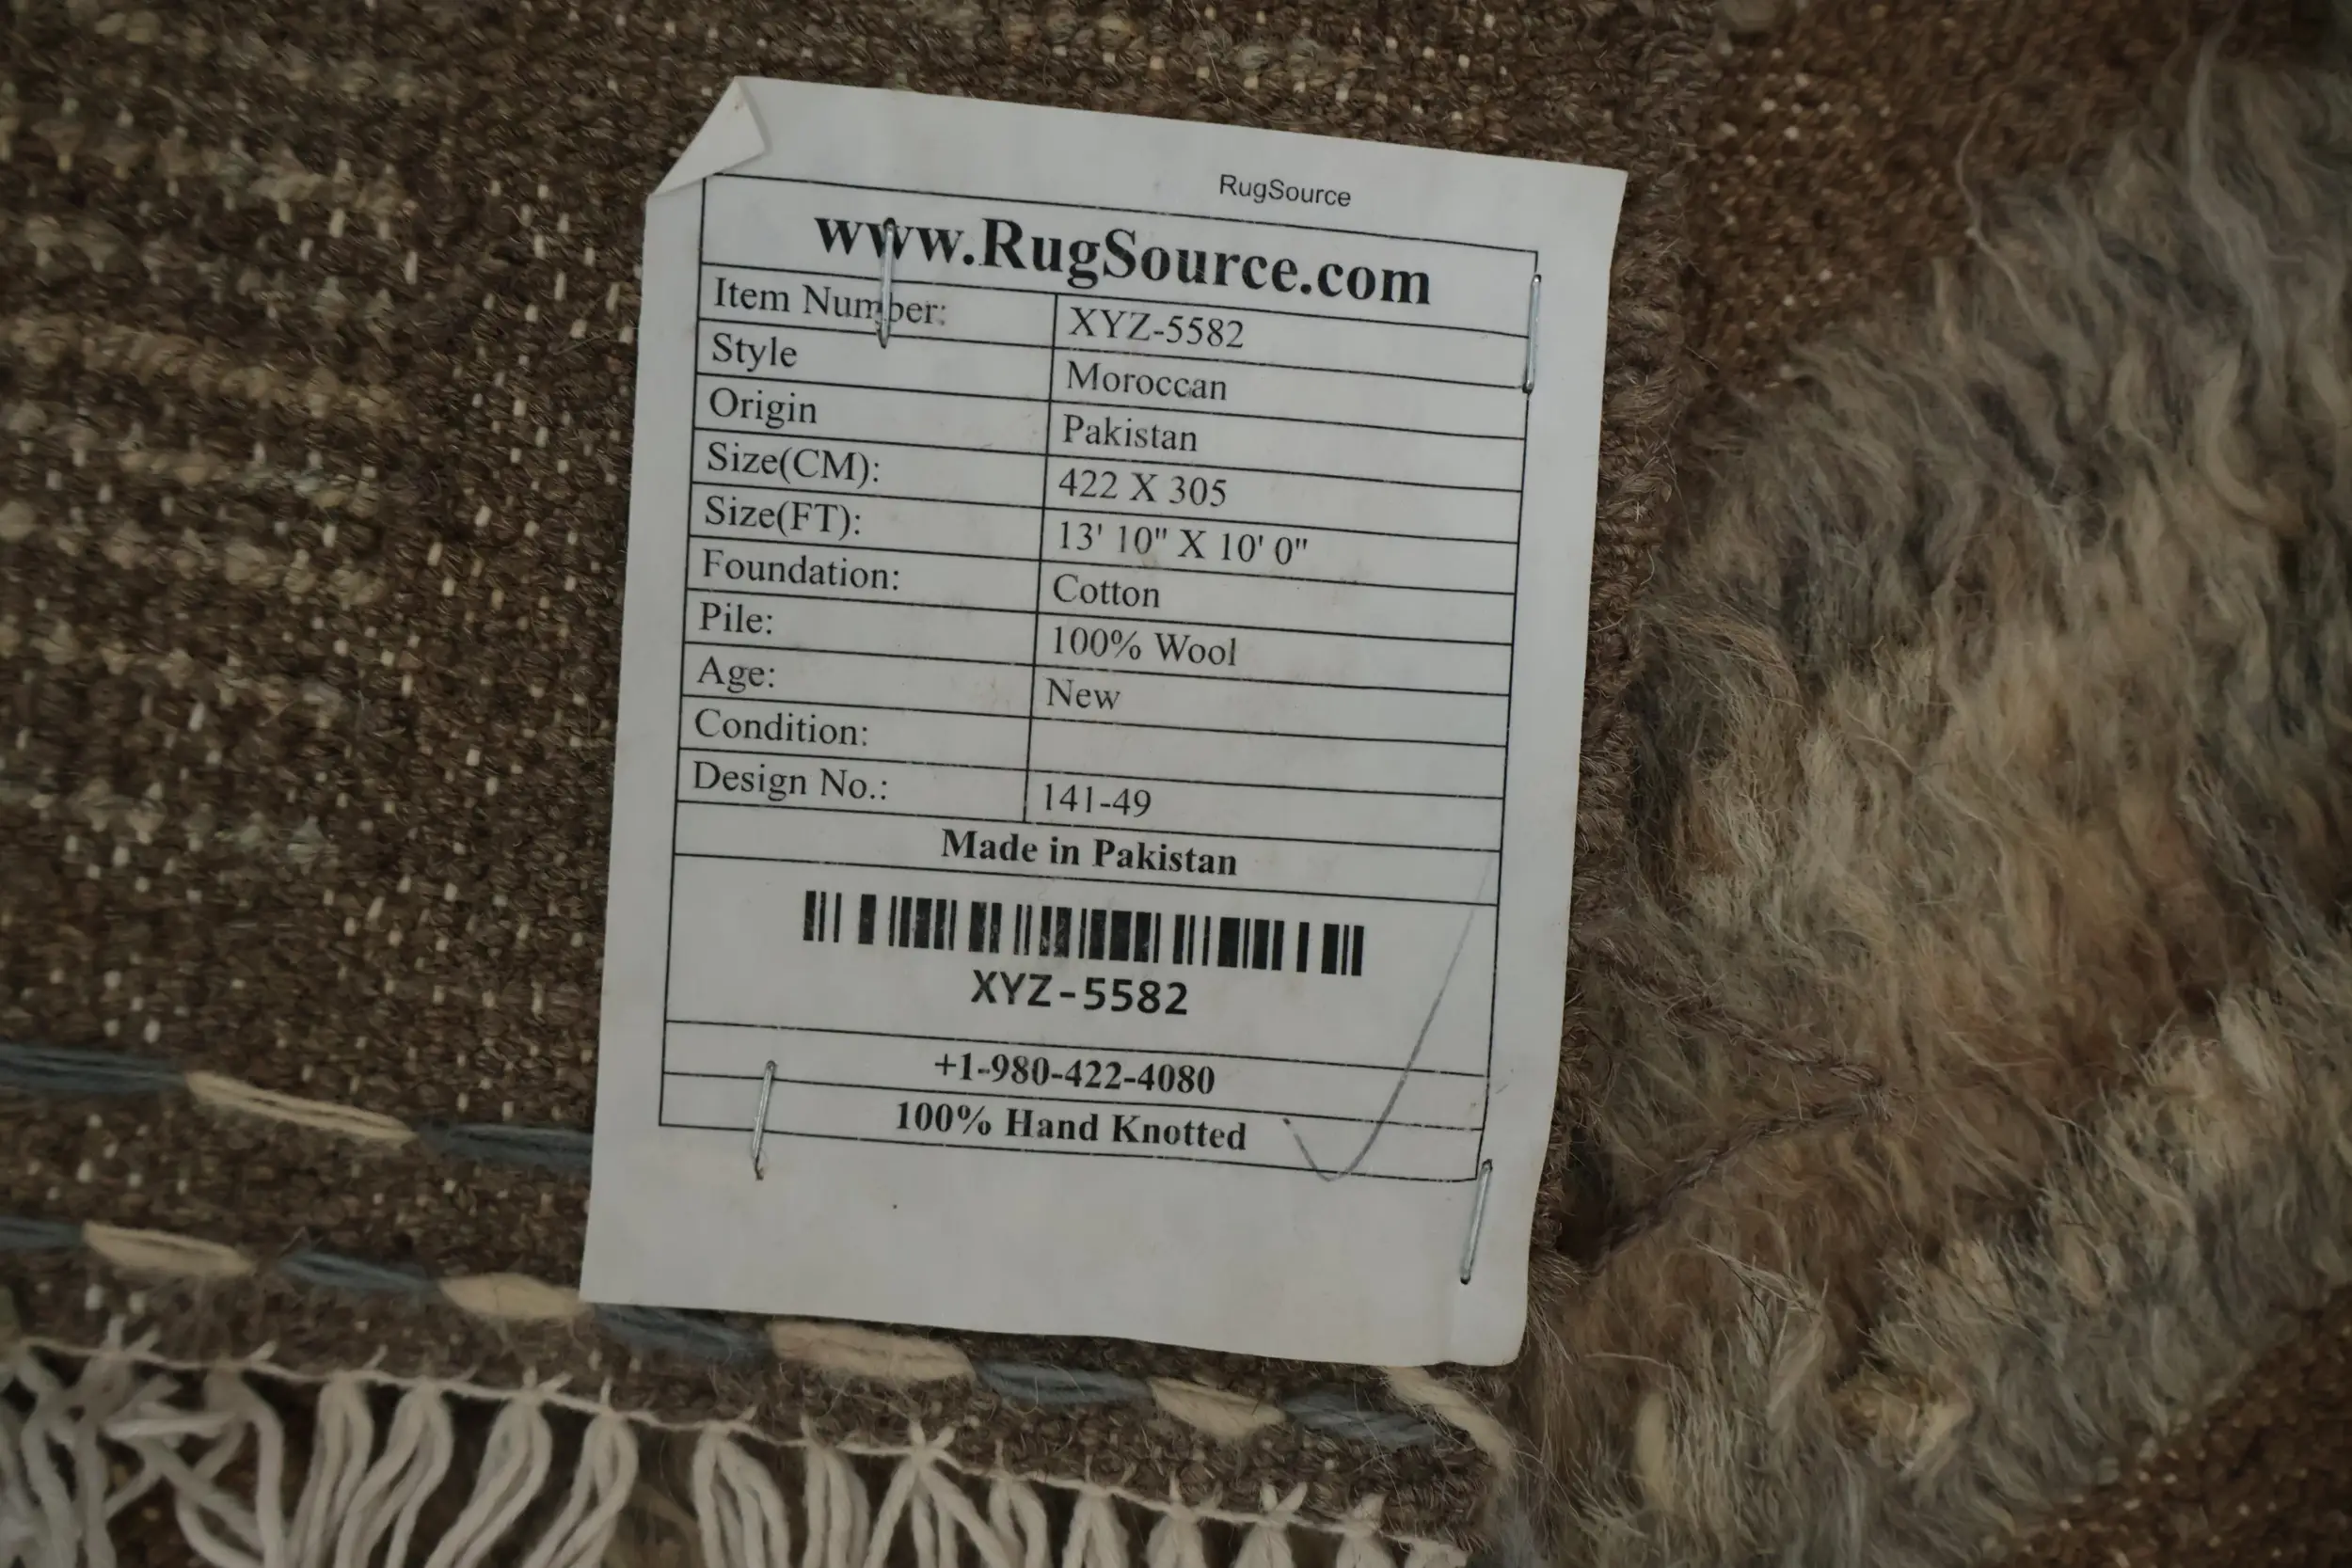 RugSource
www.RugSource.com
Item Number: XYZ-5582
Style Moroccan
Origin Pakistan
Size(CM): 422 X 305
Size(FT): 13' 10" X 10' 0"
Foundation: Cotton
Pile: 100% Wool
Age: New
Condition:
Design No.: 141-49
Made in Pakistan
XYZ-5582
+1-980-422-4080
100% Hand Knotted